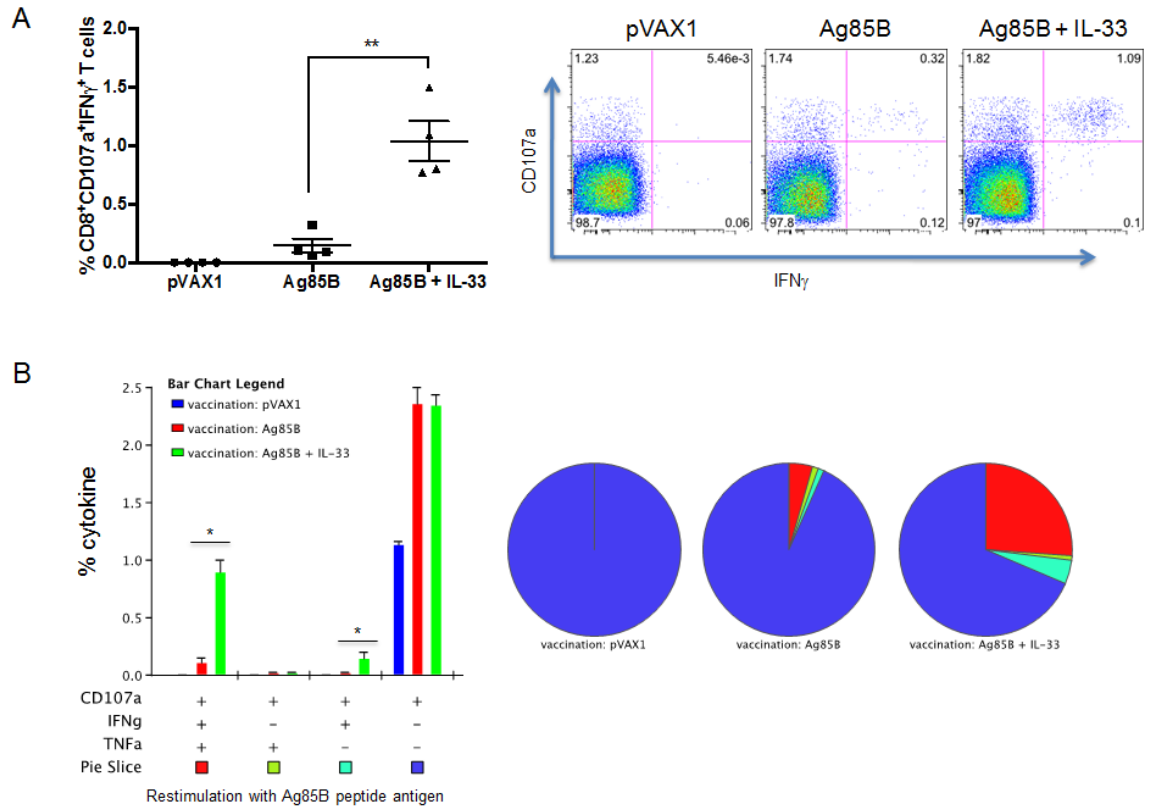 A
% CD8⁺CD107a⁺IFNγ⁺ T cells
2.0
1.5
1.0
0.5
0.0
**
pVAX1
Ag85B
Ag85B + IL-33
pVAX1
Ag85B
Ag85B + IL-33
1.23
5.46e-3
98.7
0.06
1.74
0.32
97.8
0.12
1.82
1.09
97
0.1
CD107a
IFNγ
B
% cytokine
2.5
2.0
1.5
1.0
0.5
0.0
Bar Chart Legend
vaccination: pVAX1
vaccination: Ag85B
vaccination: Ag85B + IL-33
*
*
CD107a + + + +
IFNg + - + -
TNFa + + - -
Pie Slice
Restimulation with Ag85B peptide antigen
vaccination: pVAX1
vaccination: Ag85B
vaccination: Ag85B + IL-33